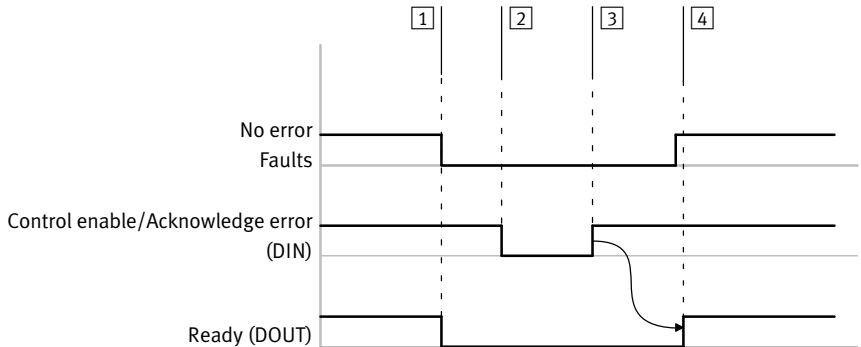 1 2 3 4
No error
Faults
Control enable/Acknowledge error
(DIN)
Ready (DOUT)